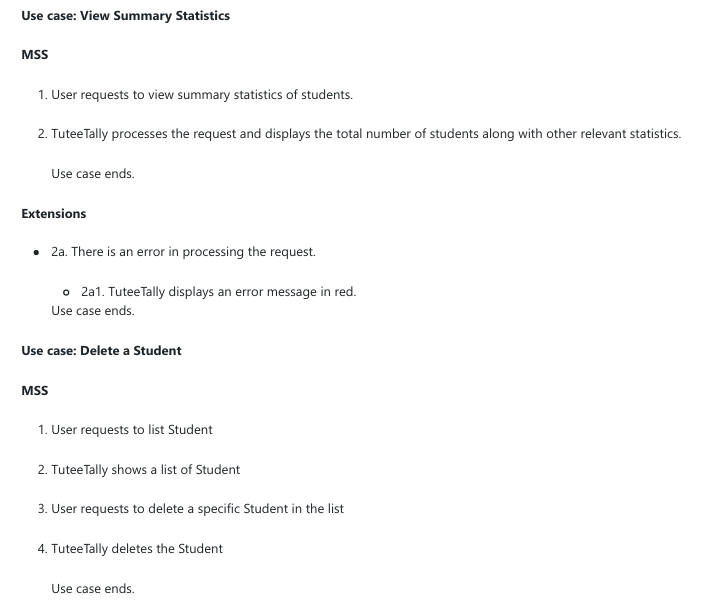 Use case: View Summary Statistics
MSS
1. User requests to view summary statistics of students.
2. TuteeTally processes the request and displays the total number of students along with other relevant statistics.
Use case ends.
Extensions
• 2a. There is an error in processing the request.
○ 2a1. TuteeTally displays an error message in red.
Use case ends.
Use case: Delete a Student
MSS
1. User requests to list Student
2. TuteeTally shows a list of Student
3. User requests to delete a specific Student in the list
4. TuteeTally deletes the Student
Use case ends.